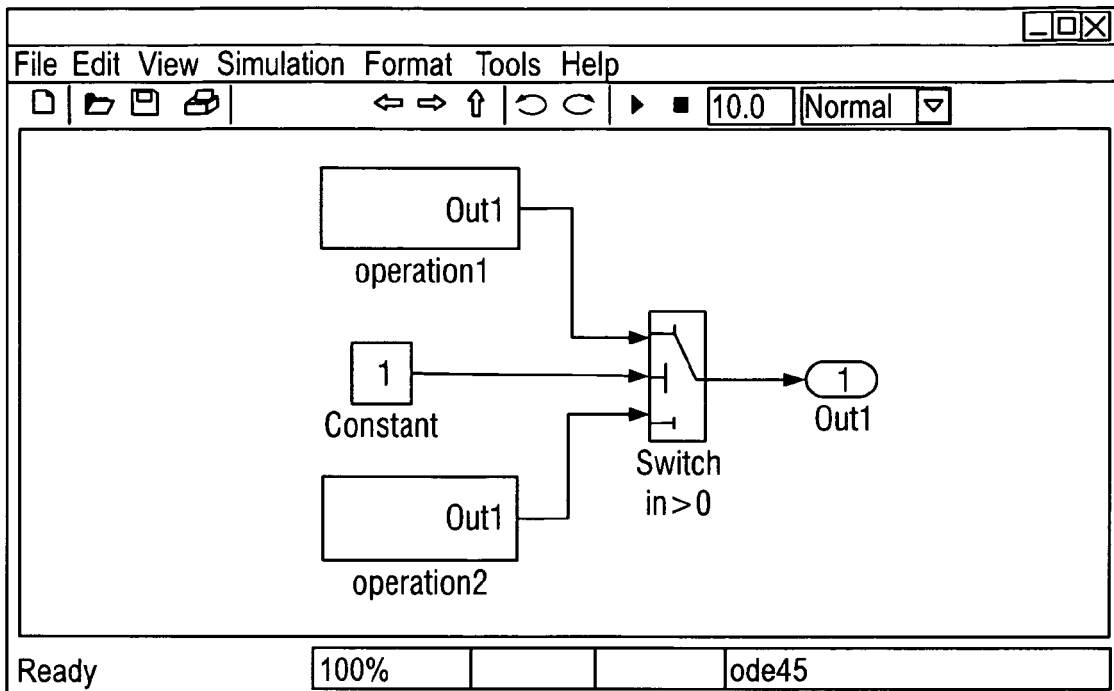 File Edit View Simulation Format Tools Help
10.0 Normal
Out1
operation1
1
Constant
1
Out1
Switch
in>0
Out1
operation2
Ready 100% ode45